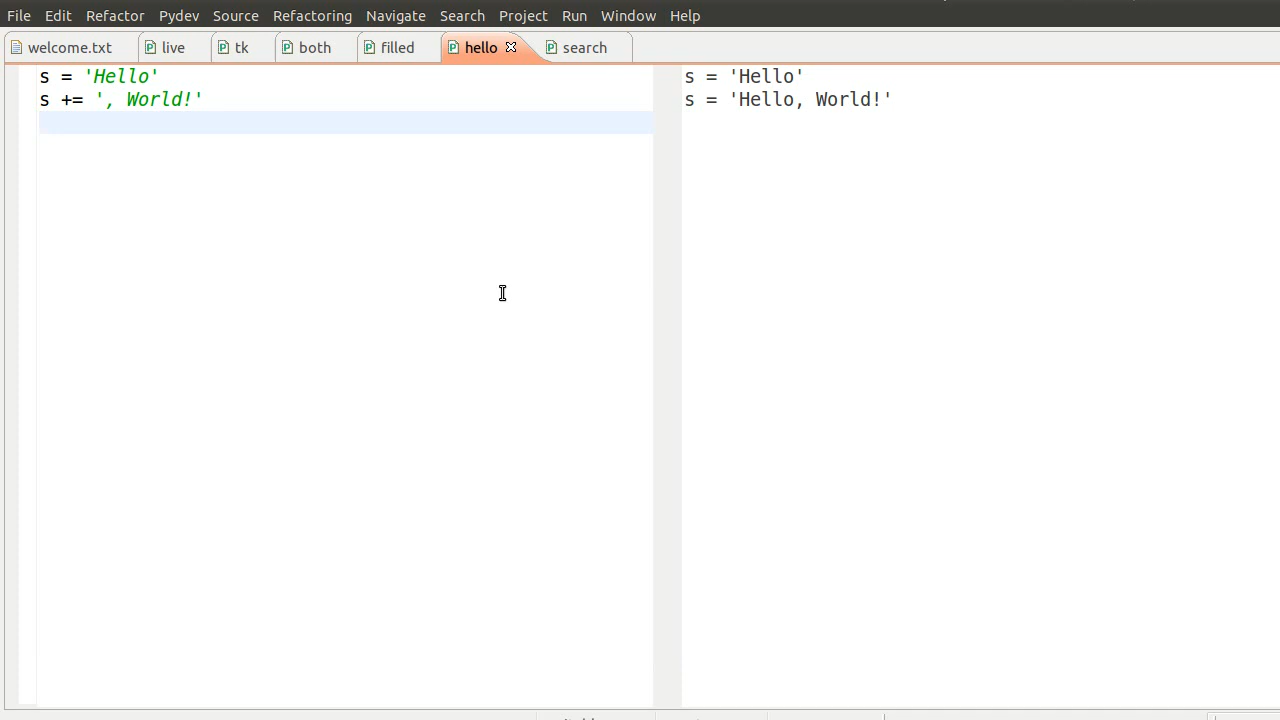 File Edit Refactor Pydev Source Refactoring Navigate Search Project Run Window Help
welcome.txt live tk both filled hello search
s = 'Hello'
s += ', World!'
s = 'Hello'
s = 'Hello, World!'